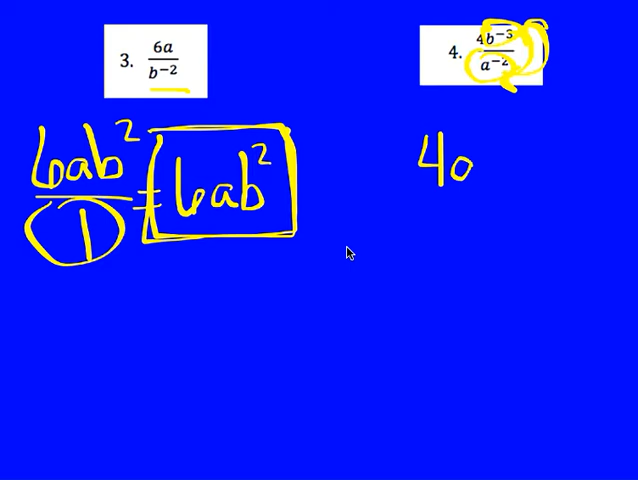 3. 6a
b⁻²
4. 4b⁻³
a⁻²
6ab²
1
= 6ab²
4a